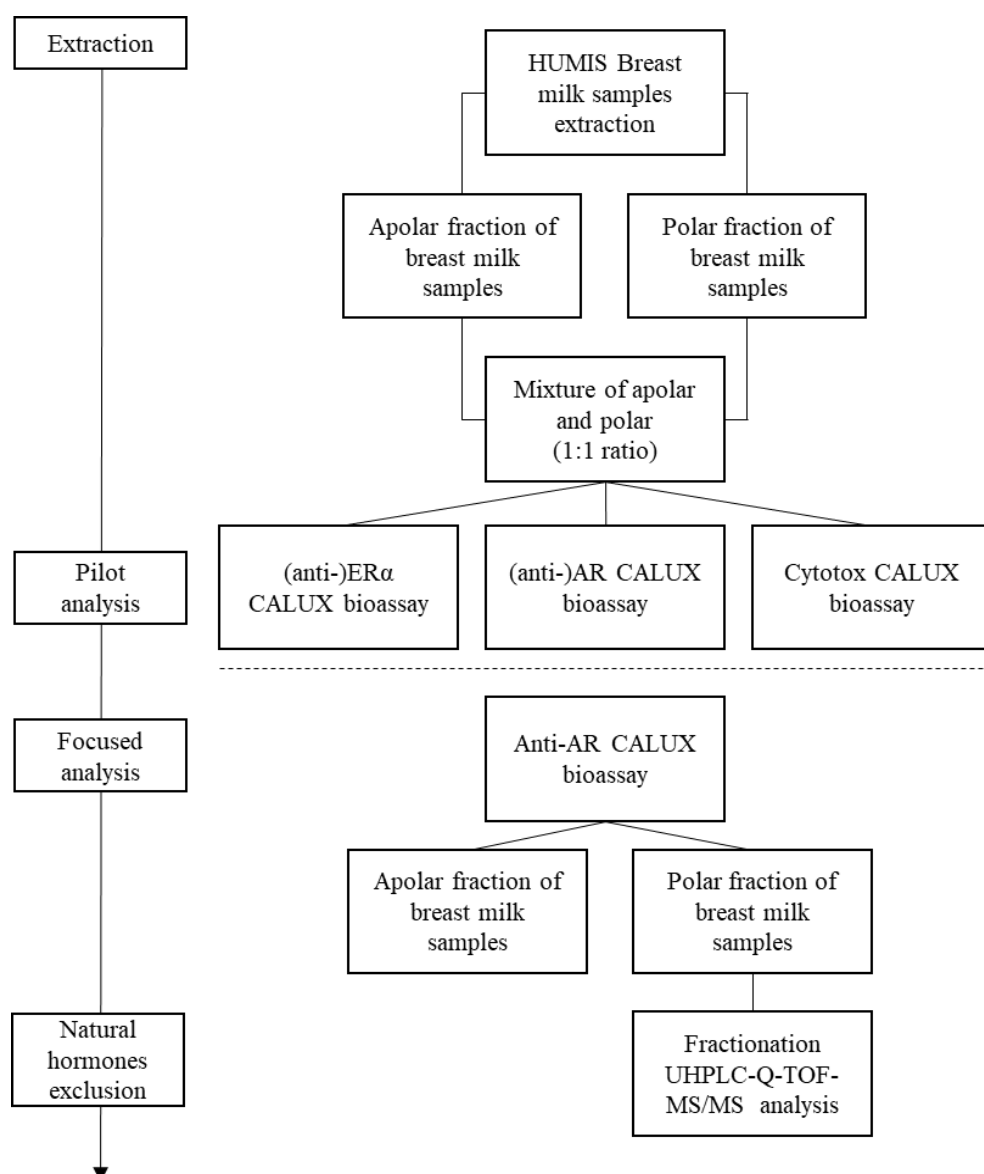 Extraction
HUMIS Breast
milk samples
extraction
Apolar fraction of
breast milk
samples
Polar fraction of
breast milk
samples
Mixture of apolar
and polar
(1:1 ratio)
Pilot
analysis
(anti-)ERα
CALUX bioassay
(anti-)AR CALUX
bioassay
Cytotox CALUX
bioassay
Focused
analysis
Anti-AR CALUX
bioassay
Apolar fraction of
breast milk
samples
Polar fraction of
breast milk
samples
Natural
hormones
exclusion
Fractionation
UHPLC-Q-TOF-
MS/MS analysis